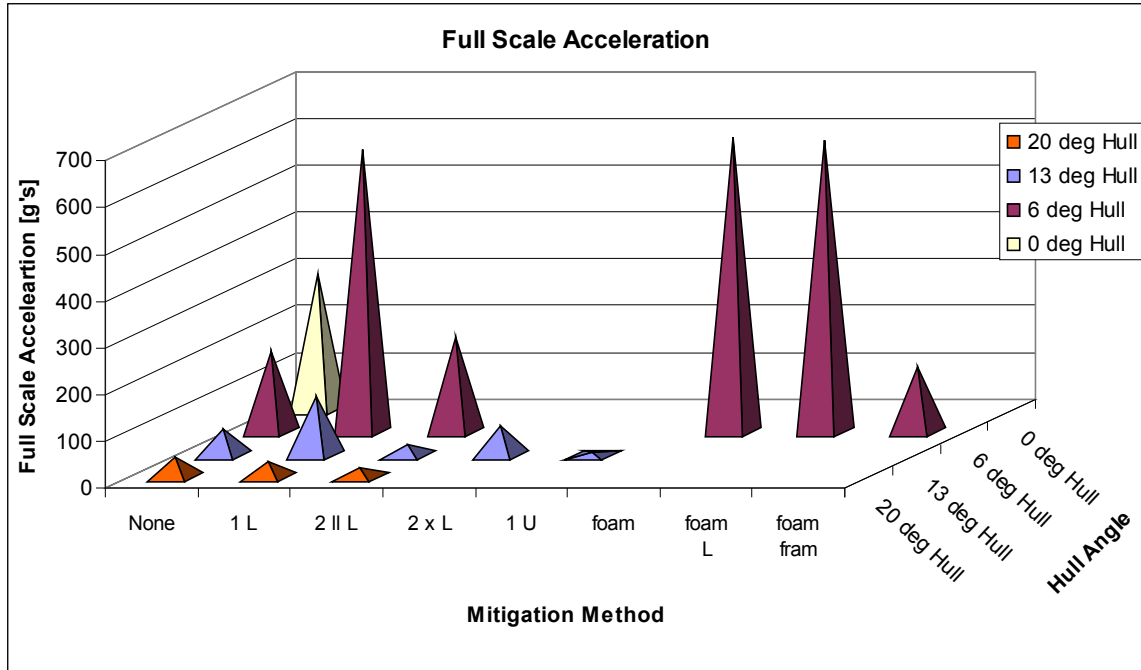 Full Scale Acceleration
Full Scale Acceleartion [g's]
700
600
500
400
300
200
100
0
None
1 L
2 ll L
2 x L
1 U
foam
foam
L
foam
fram
20 deg Hull
13 deg Hull
6 deg Hull
0 deg Hull
Hull Angle
Mitigation Method
20 deg Hull
13 deg Hull
6 deg Hull
0 deg Hull